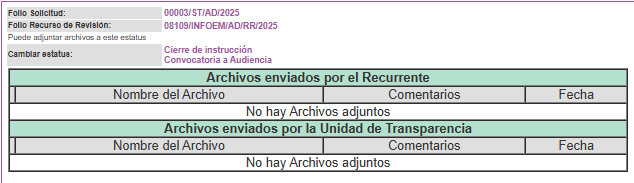 Folio Solicitud: 00003/ST/AD/2025
Folio Recurso de Revisión: 08109/INFOEM/AD/RR/2025
Puede adjuntar archivos a este estatus
Cambiar estatus: Cierre de instrucción
Convocatoria a Audiencia
Archivos enviados por el Recurrente
Nombre del Archivo Comentarios Fecha
No hay Archivos adjuntos
Archivos enviados por la Unidad de Transparencia
Nombre del Archivo Comentarios Fecha
No hay Archivos adjuntos